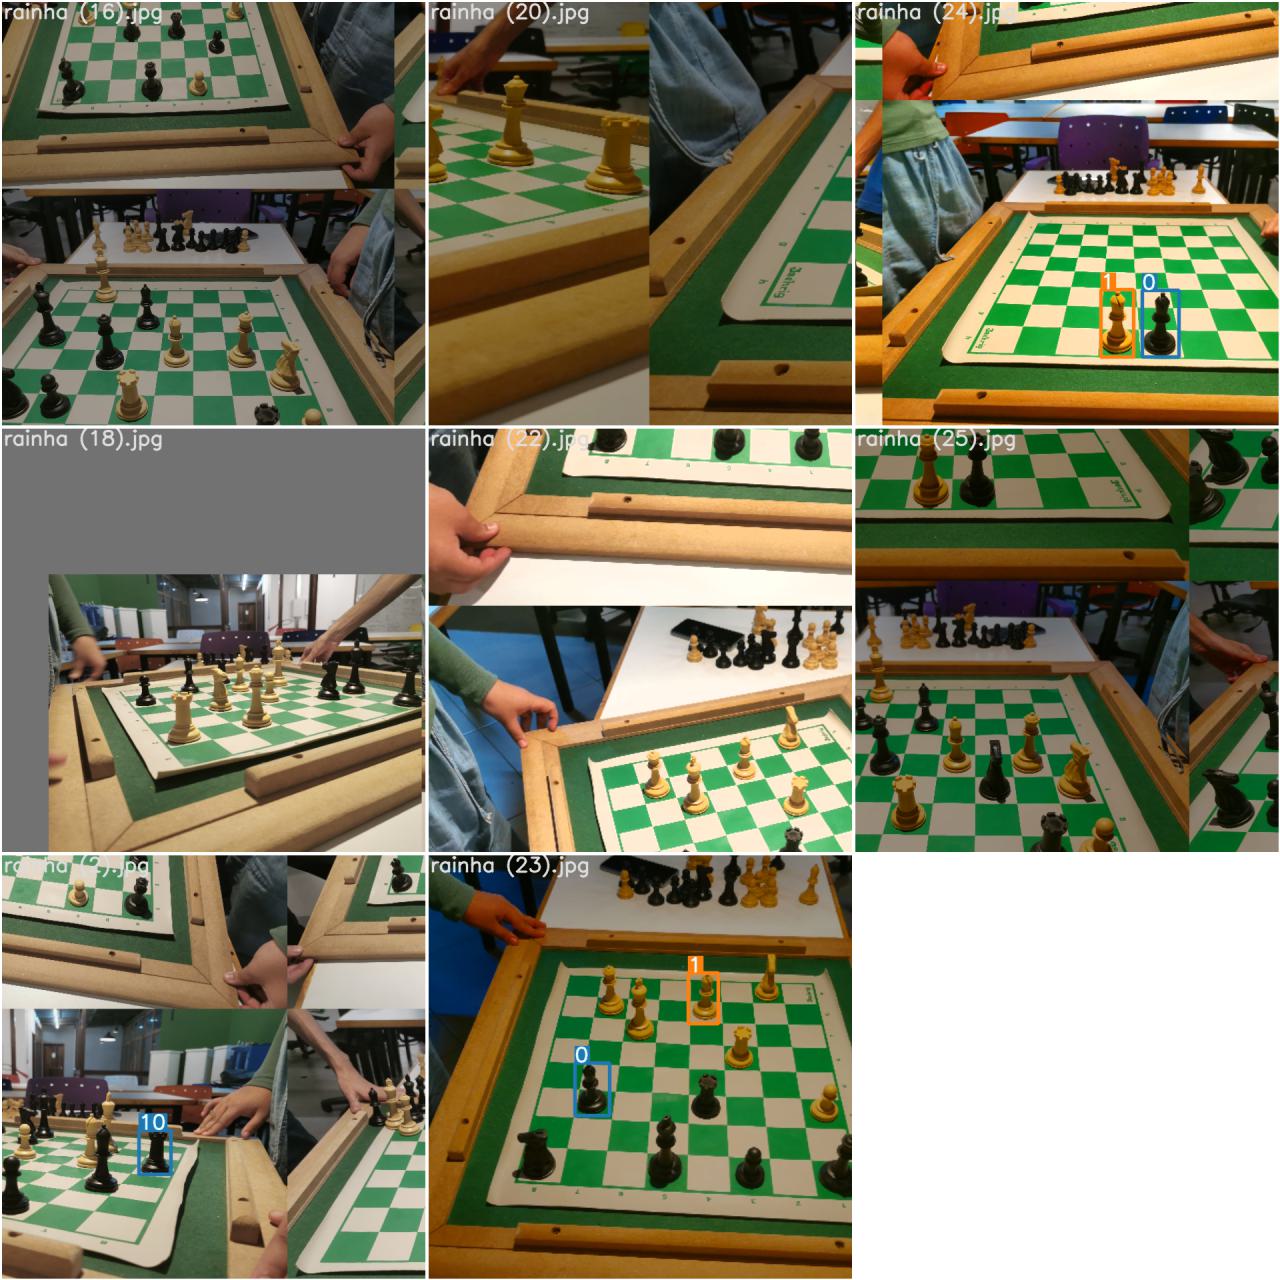 rainha (16).jpg
rainha (20).jpg
rainha (24).jpg
1
0
rainha (18).jpg
rainha (22).jpg
rainha (25).jpg
rainha (2).jpg
10
rainha (23).jpg
1
0